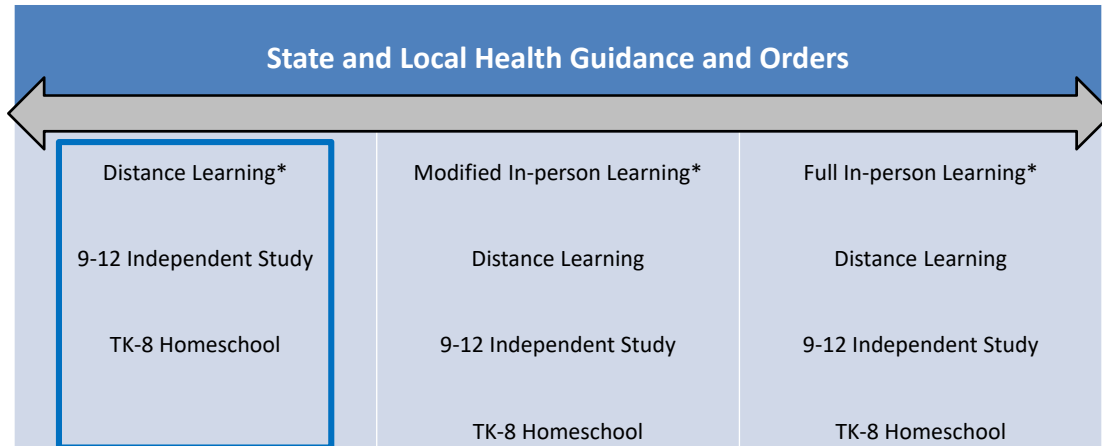 State and Local Health Guidance and Orders
Distance Learning*
9-12 Independent Study
TK-8 Homeschool
Modified In-person Learning*
Distance Learning
9-12 Independent Study
TK-8 Homeschool
Full In-person Learning*
Distance Learning
9-12 Independent Study
TK-8 Homeschool